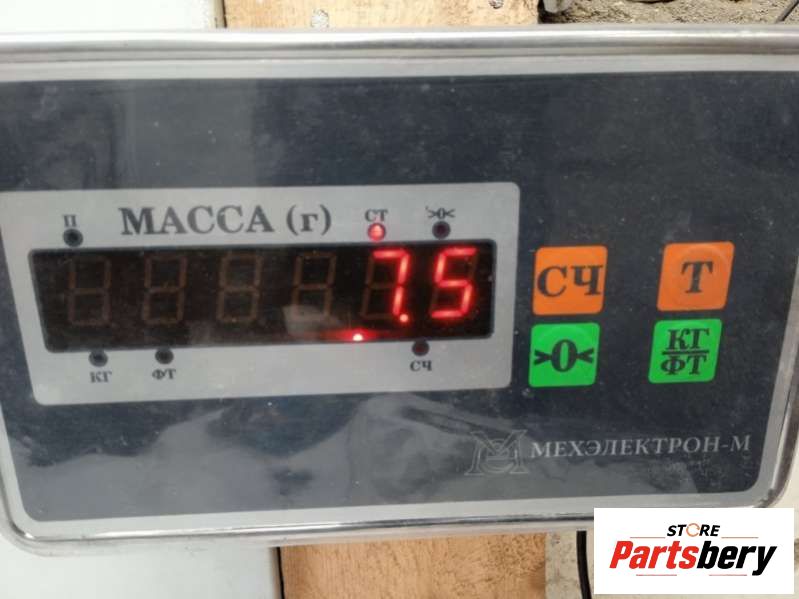 П МАССА (г) СТ >0<
7.5
КГ ФТ СЧ
СЧ Т
>0< КГ/ФТ
МЕХЭЛЕКТРОН-М
STORE
Partsbery